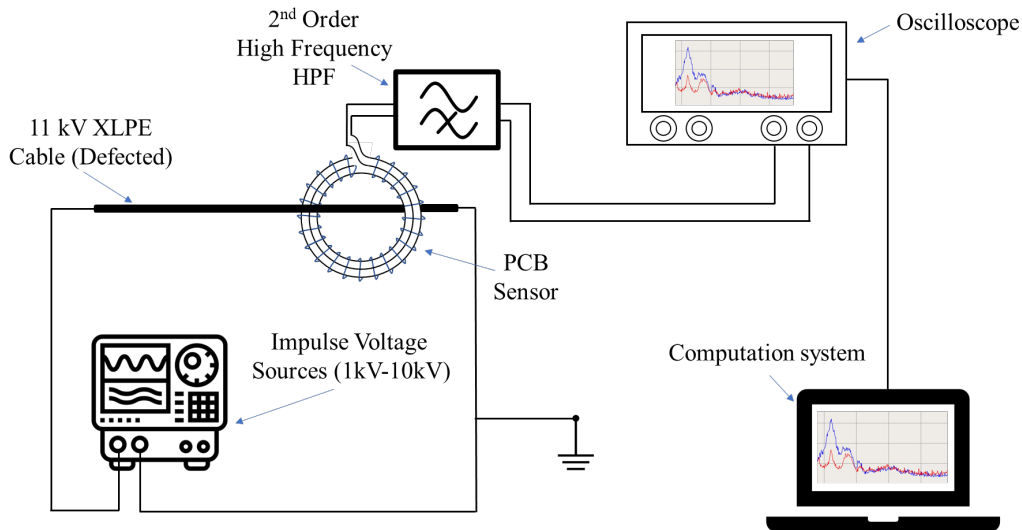 2nd Order
High Frequency
HPF
Oscilloscope
11 kV XLPE
Cable (Defected)
PCB
Sensor
Impulse Voltage
Sources (1kV-10kV)
Computation system